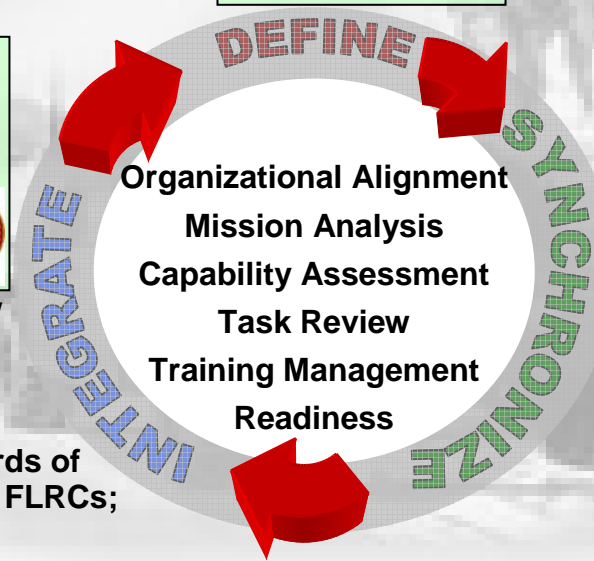 DEFINE
SYNCHRONIZE
INTEGRATE
Organizational Alignment
Mission Analysis
Capability Assessment
Task Review
Training Management
Readiness
rds of
FLRCs;